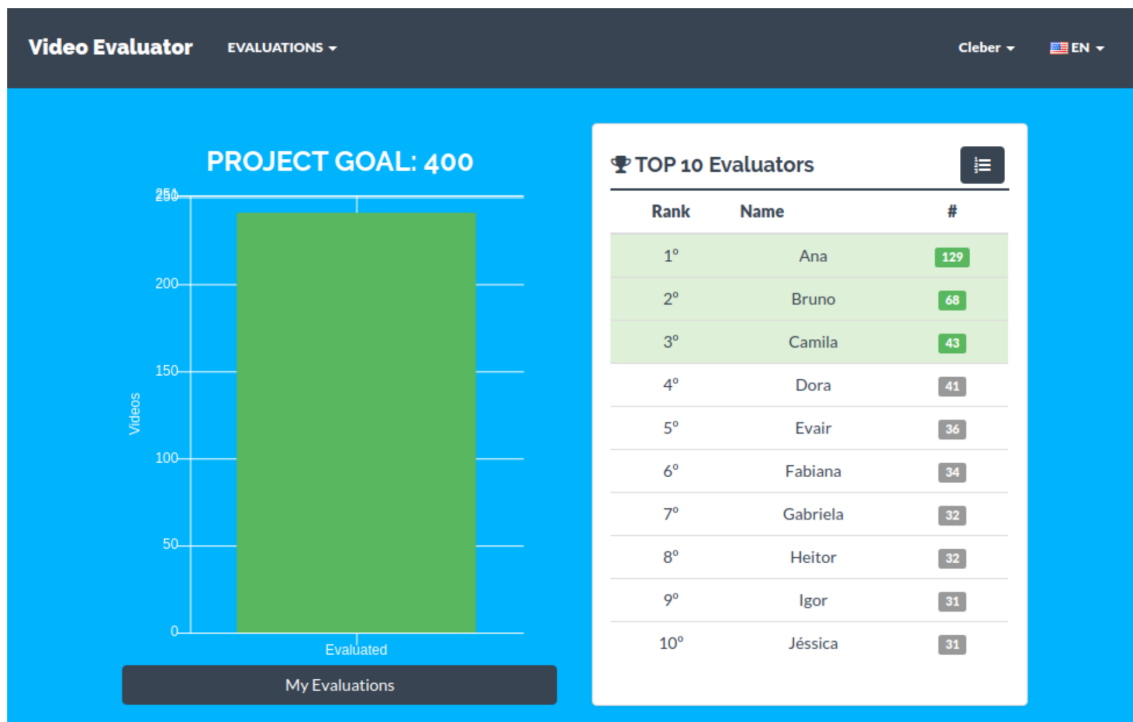 Video Evaluator EVALUATIONS Cleber EN
PROJECT GOAL: 400
251
250
200
150
100
50
0
Videos
Evaluated
My Evaluations
TOP 10 Evaluators
Rank Name #
1º Ana 129
2º Bruno 68
3º Camila 43
4º Dora 41
5º Evair 36
6º Fabiana 34
7º Gabriela 32
8º Heitor 32
9º Igor 31
10º Jéssica 31